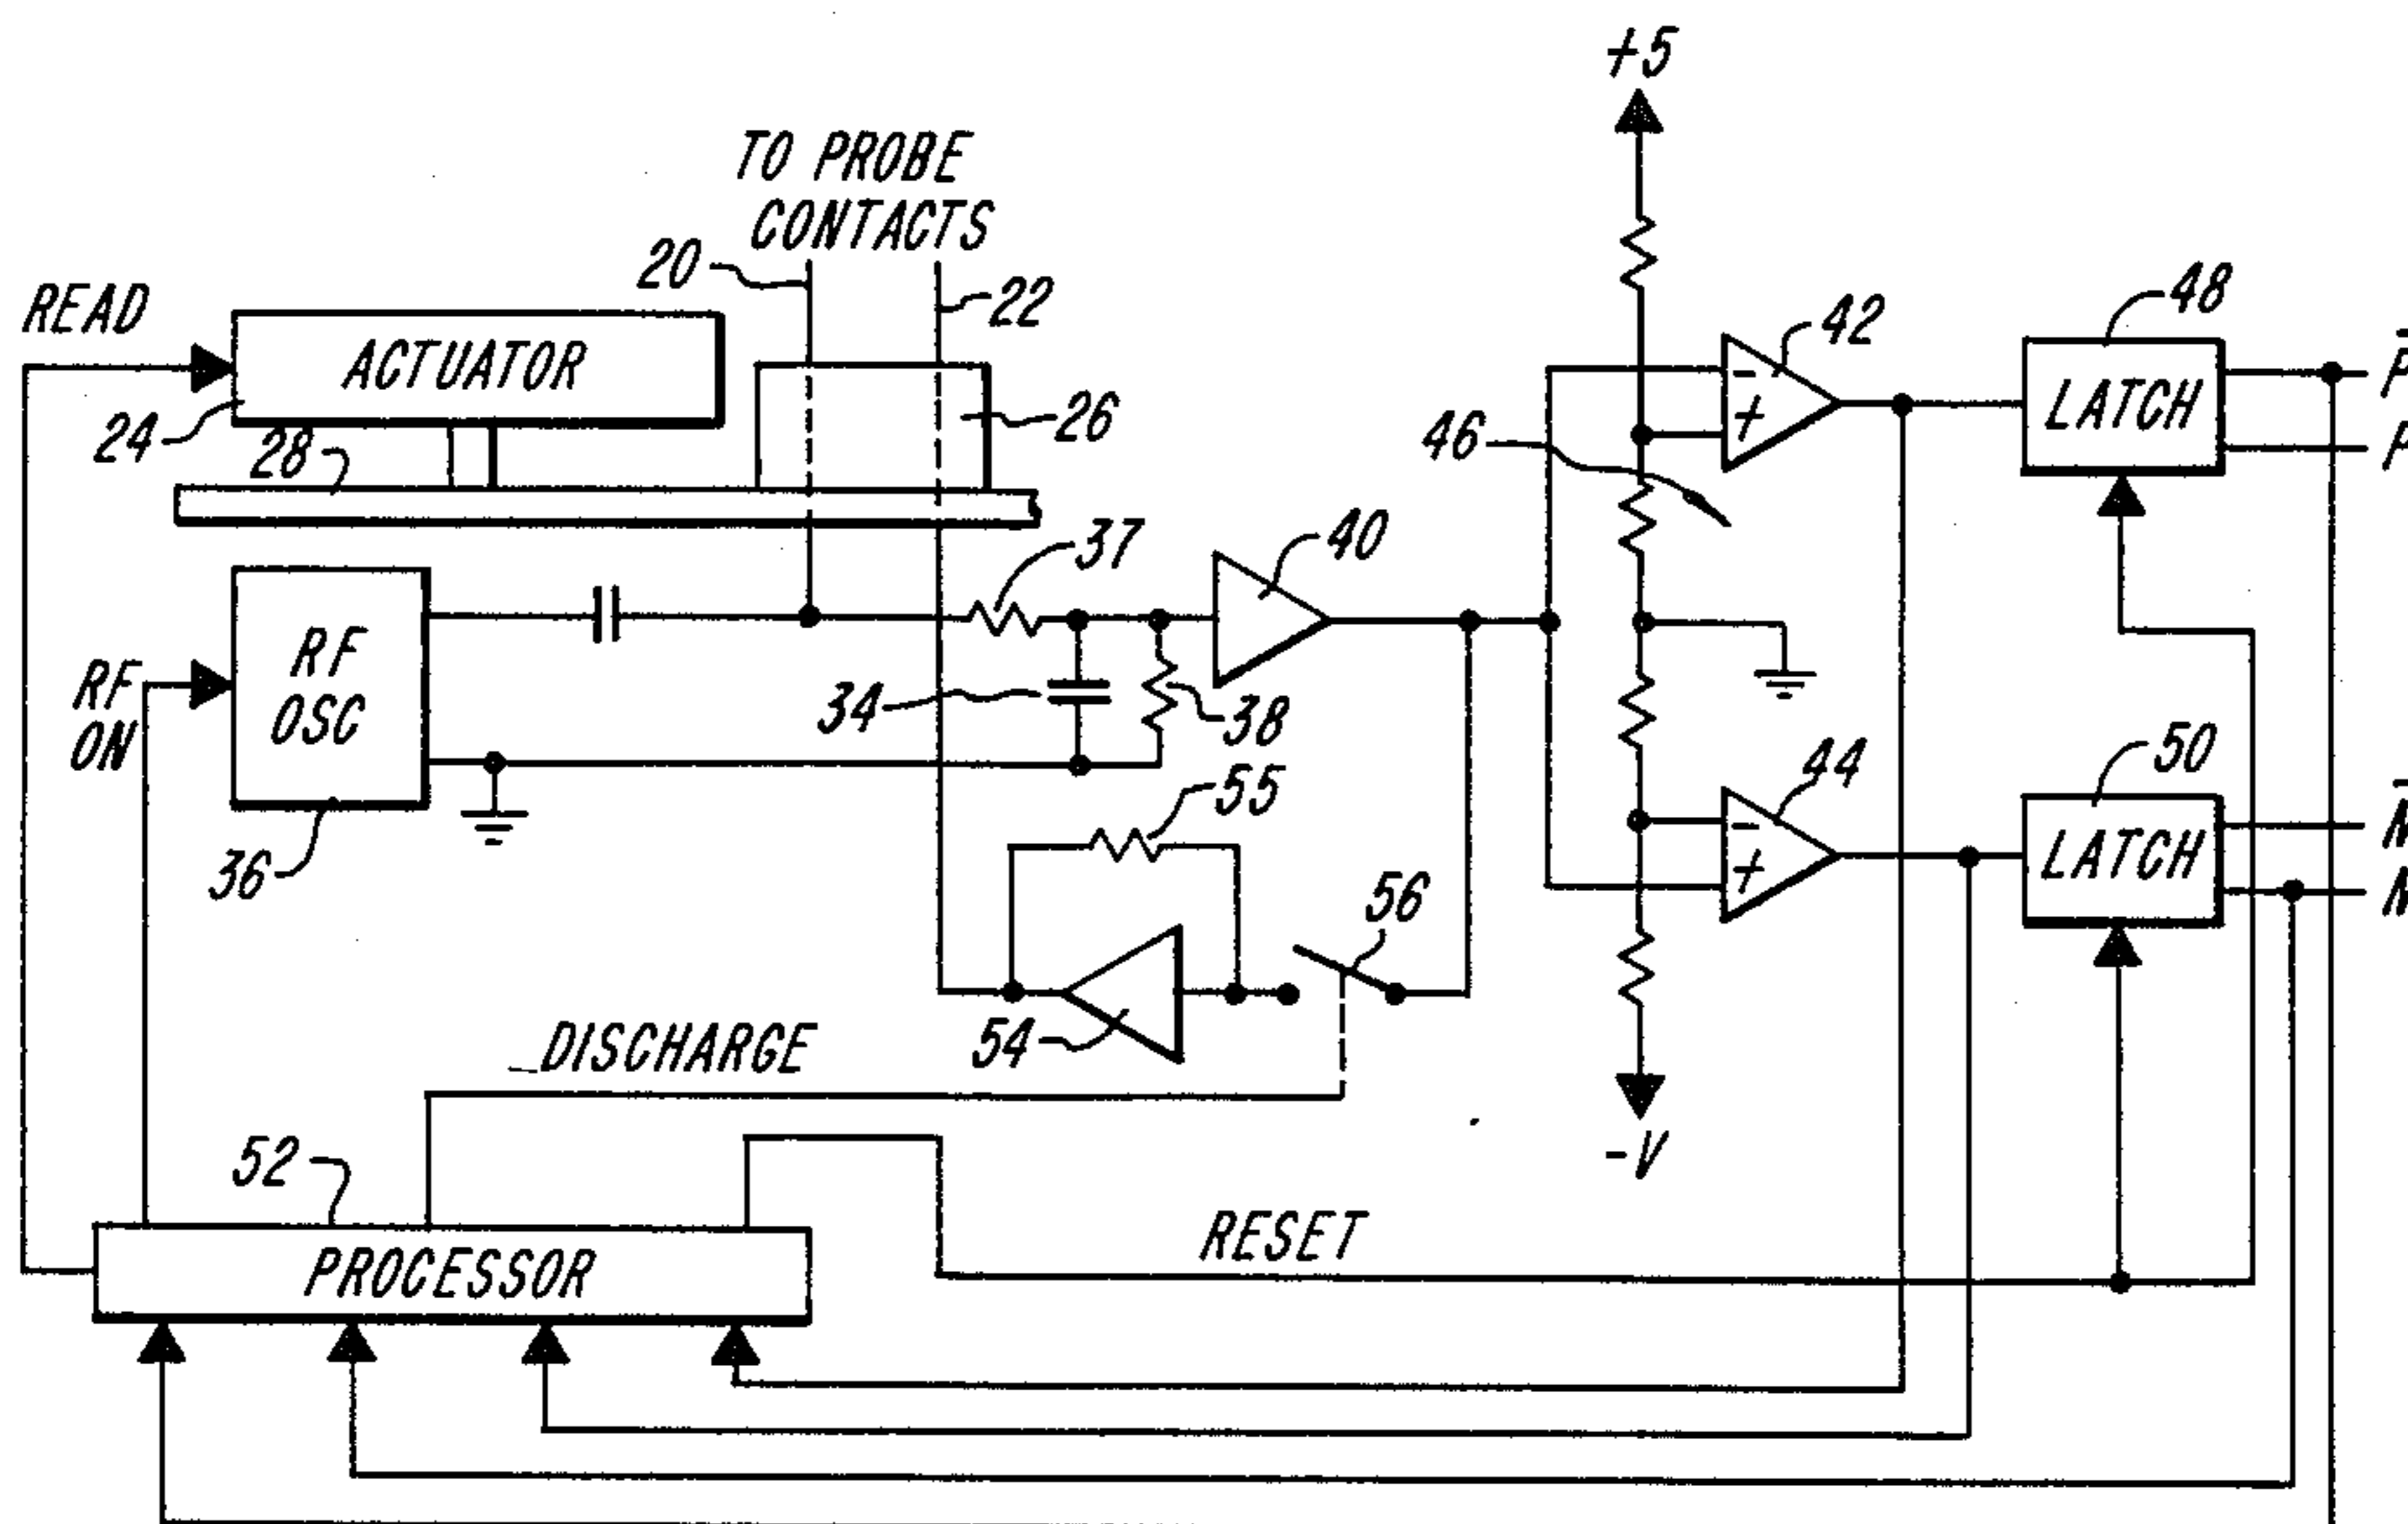 +5
TO PROBE
CONTACTS
20
22
READ
ACTUATOR
24
28
26
42
48
LATCH
P̅
P
46
37
40
RF
OSC
RF
ON
34
38
36
55
44
50
LATCH
N̅
N
56
54
DISCHARGE
-V
52
PROCESSOR
RESET
-
+
-
+